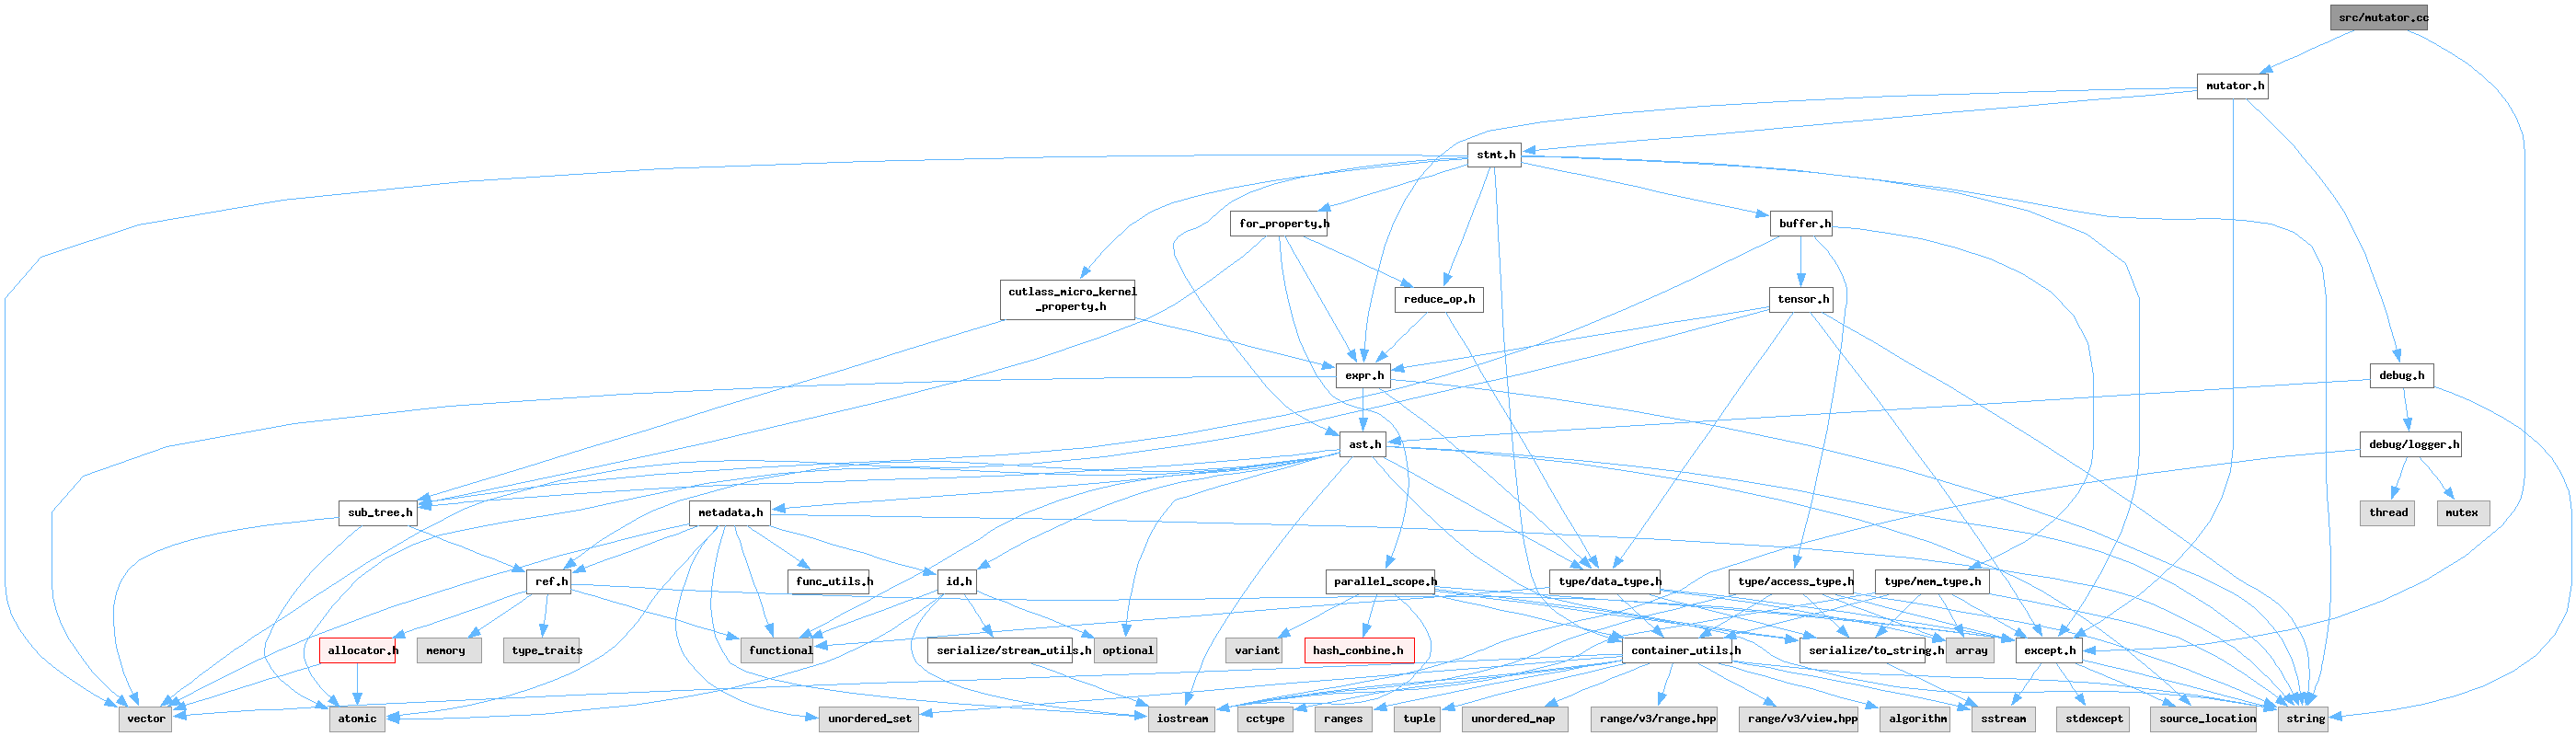 src/mutator.cc
mutator.h
stmt.h
for_property.h
buffer.h
cutlass_micro_kernel
_property.h
reduce_op.h
tensor.h
expr.h
debug.h
ast.h
debug/logger.h
sub_tree.h
metadata.h
thread
mutex
ref.h
func_utils.h
id.h
parallel_scope.h
type/data_type.h
type/access_type.h
type/mem_type.h
allocator.h
memory
type_traits
functional
serialize/stream_utils.h
optional
variant
hash_combine.h
container_utils.h
serialize/to_string.h
array
except.h
vector
atomic
unordered_set
iostream
cctype
ranges
tuple
unordered_map
range/v3/range.hpp
range/v3/view.hpp
algorithm
sstream
stdexcept
source_location
string